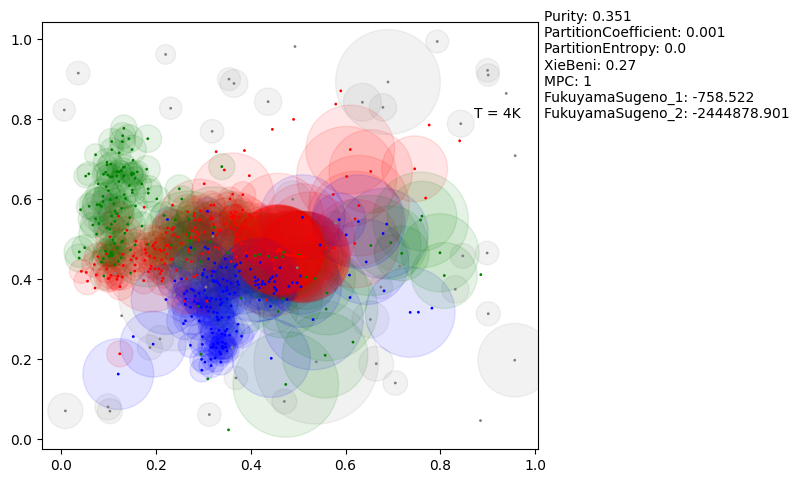 Purity: 0.351
PartitionCoefficient: 0.001
PartitionEntropy: 0.0
XieBeni: 0.27
MPC: 1
FukuyamaSugeno_1: -758.522
FukuyamaSugeno_2: -2444878.901
T = 4K
1.0
0.8
0.6
0.4
0.2
0.0
0.0 0.2 0.4 0.6 0.8 1.0